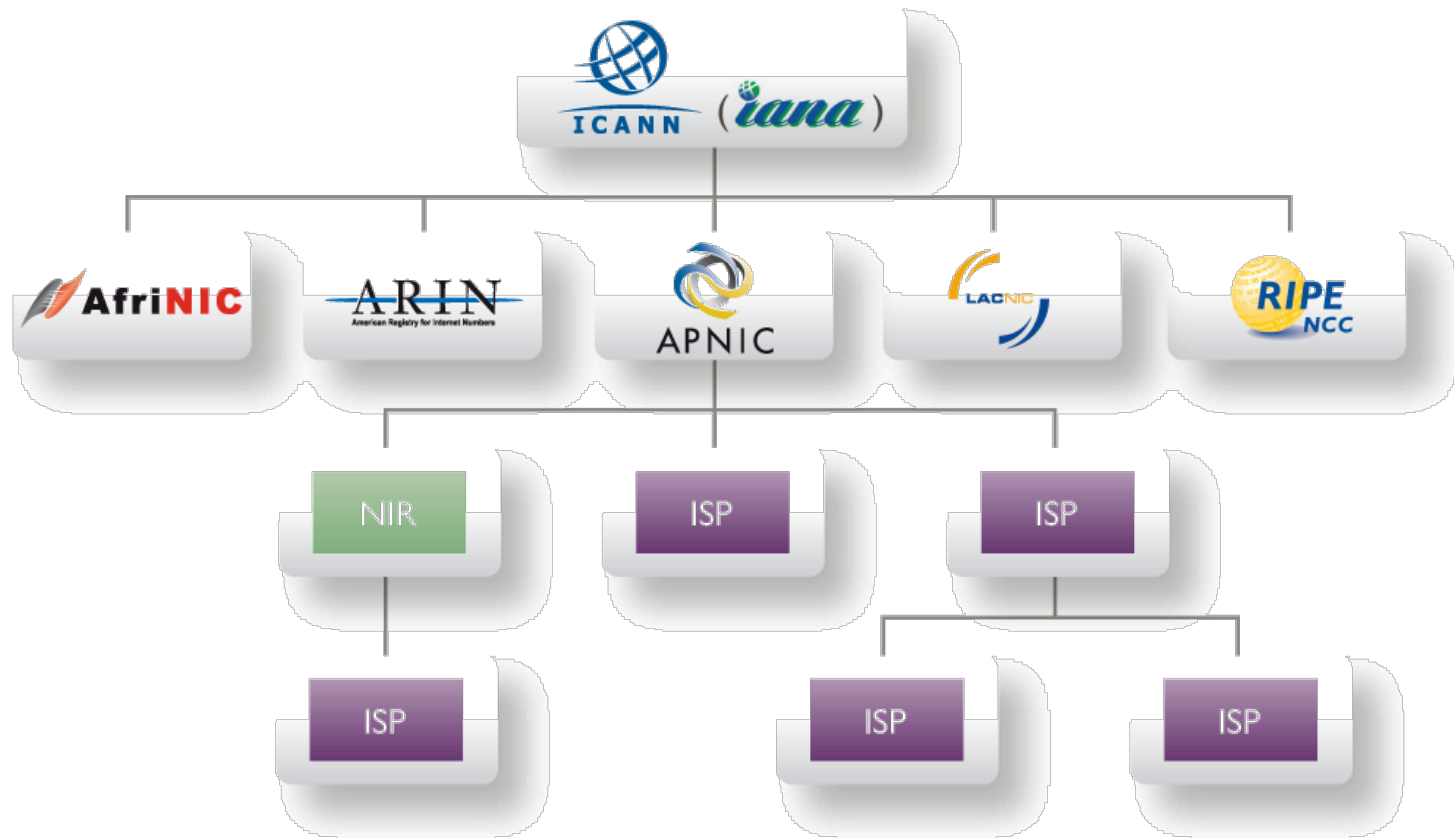 ICANN (iana)
AfriNIC
ARIN
American Registry for Internet Numbers
APNIC
LACNIC
RIPE
NCC
NIR
ISP
ISP
ISP
ISP
ISP